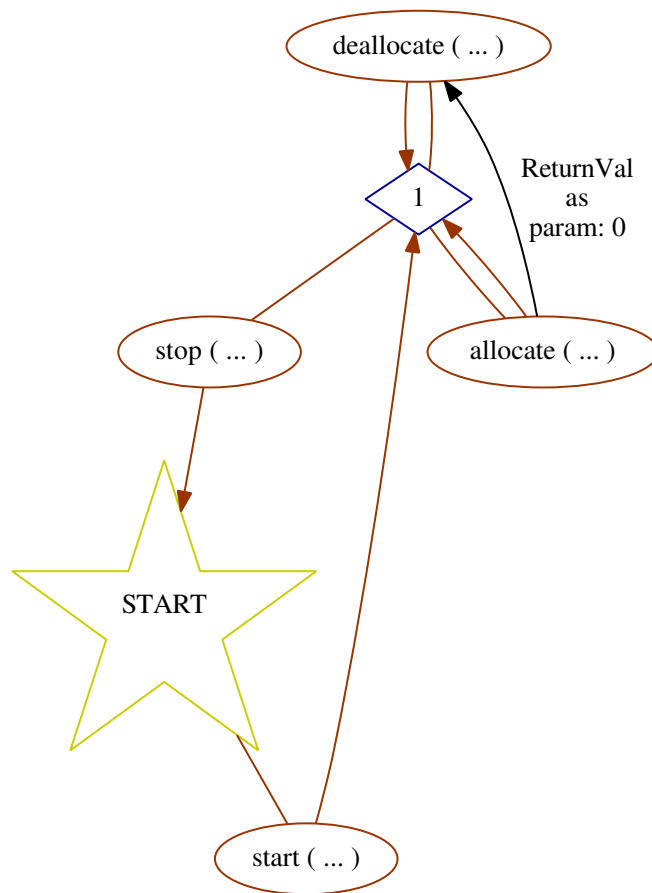 deallocate ( ... )
1
ReturnVal
as
param: 0
stop ( ... )
allocate ( ... )
START
start ( ... )